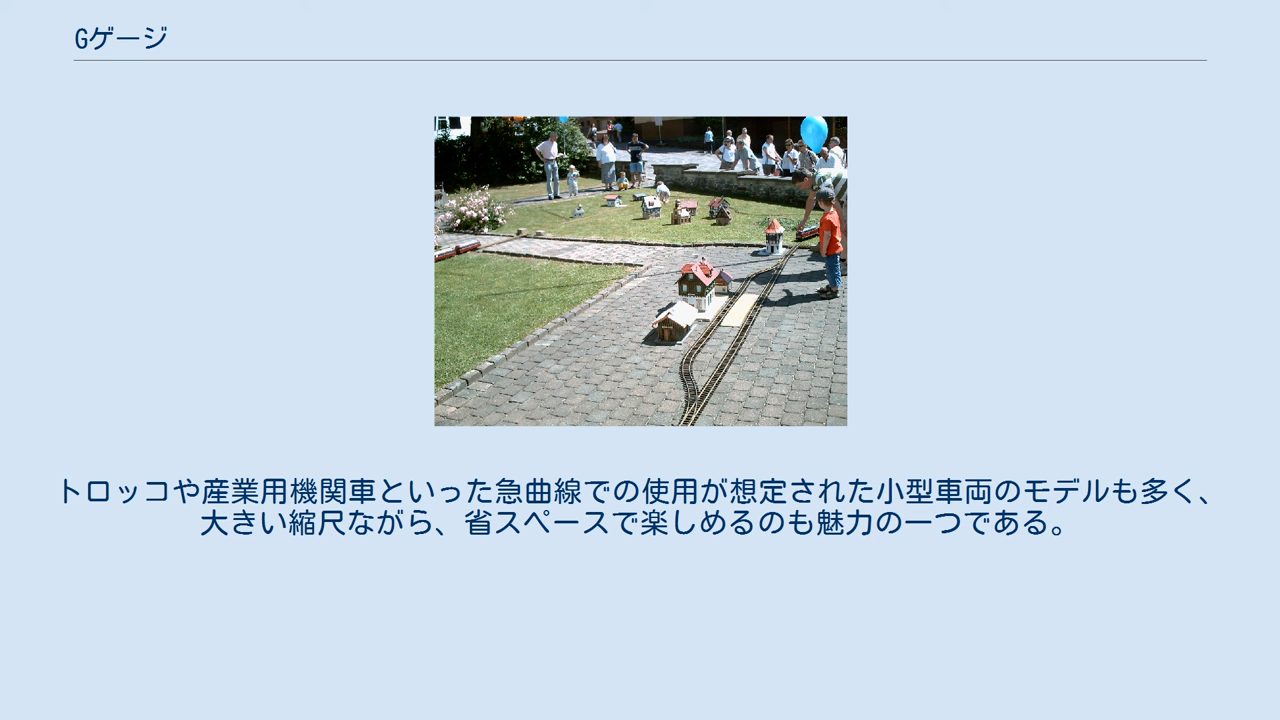 Gゲージ
トロッコや産業用機関車といった急曲線での使用が想定された小型車両のモデルも多く、
大きい縮尺ながら、省スペースで楽しめるのも魅力の一つである。